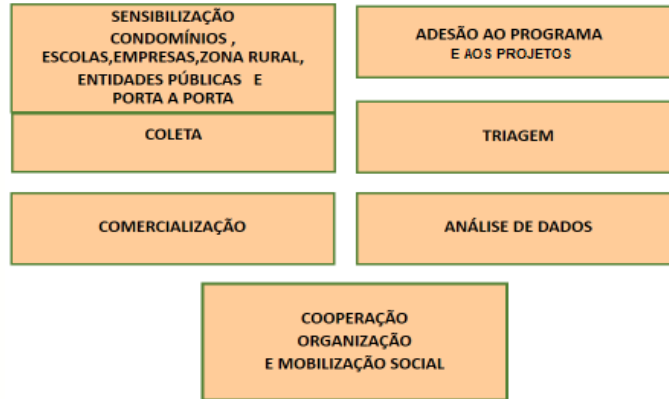 SENSIBILIZAÇÃO
CONDOMÍNIOS ,
ESCOLAS,EMPRESAS,ZONA RURAL,
ENTIDADES PÚBLICAS E
PORTA A PORTA
ADESÃO AO PROGRAMA
E AOS PROJETOS
COLETA
TRIAGEM
COMERCIALIZAÇÃO
ANÁLISE DE DADOS
COOPERAÇÃO
ORGANIZAÇÃO
E MOBILIZAÇÃO SOCIAL